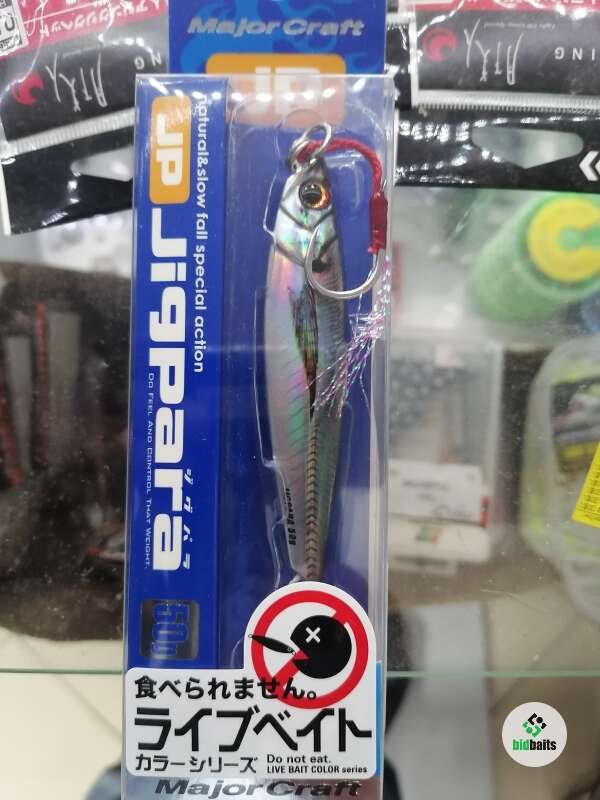 Major Craft
JP
ING
JP Jigpara
natural&slow fall special action
DO FEEL AND CONTROL THAT WEIGHT.
ジグパラ
50g
食べられません。
ライブベイト
カラーシリーズ
Do not eat.
LIVE BAIT COLOR series
Major Craft
bidbaits